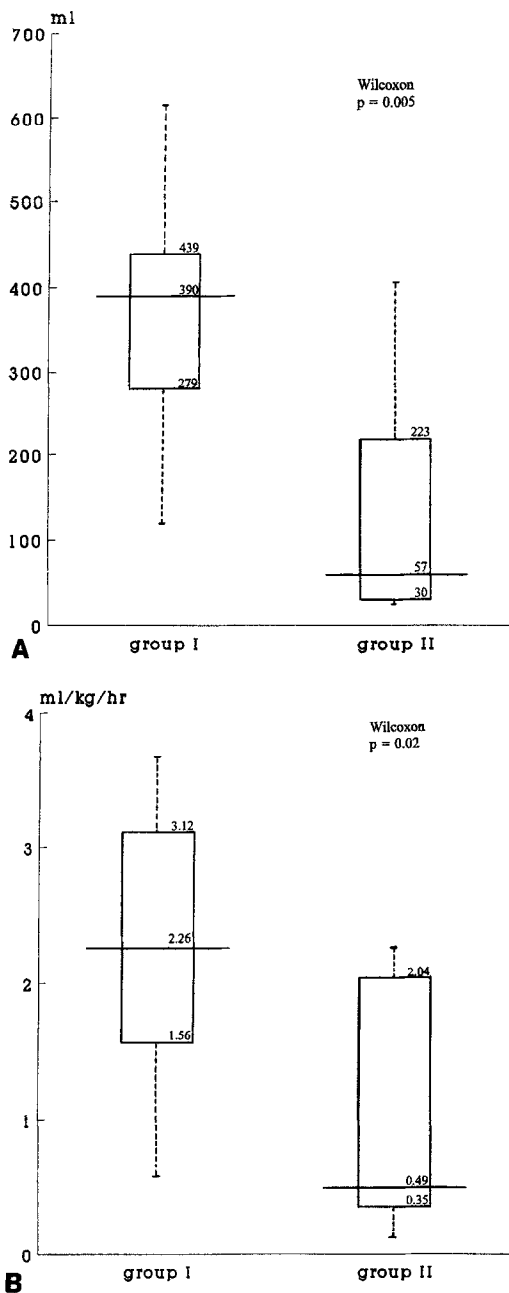 ml
700
600
500
400
300
200
100
0
Wilcoxon
p = 0.005
439
390
279
223
57
30
group I
group II
A
ml/kg/hr
4
3
2
1
0
Wilcoxon
p = 0.02
3.12
2.26
1.56
2.04
0.49
0.35
group I
group II
B